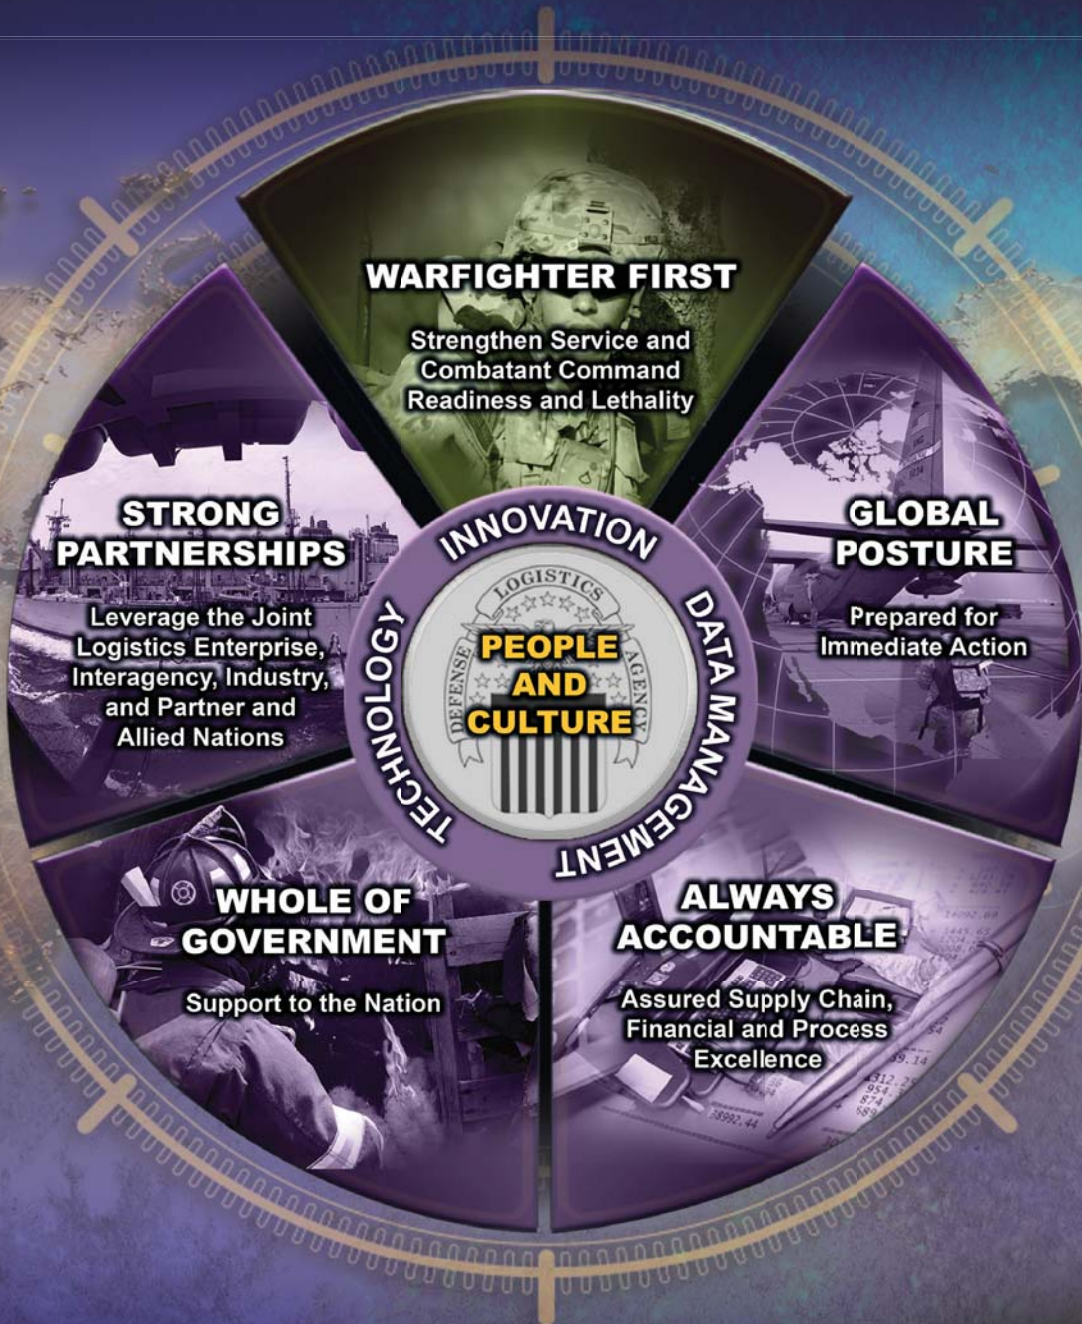 WARFIGHTER FIRST
Strengthen Service and
Combatant Command
Readiness and Lethality
GLOBAL
POSTURE
Prepared for
Immediate Action
ALWAYS
ACCOUNTABLE
Assured Supply Chain,
Financial and Process
Excellence
38992.44
WHOLE OF
GOVERNMENT
Support to the Nation
STRONG
PARTNERSHIPS
Leverage the Joint
Logistics Enterprise,
Interagency, Industry,
and Partner and
Allied Nations
INNOVATION
DATA MANAGEMENT
TECHNOLOGY
DEFENSE
LOGISTICS
AGENCY
PEOPLE
AND
CULTURE